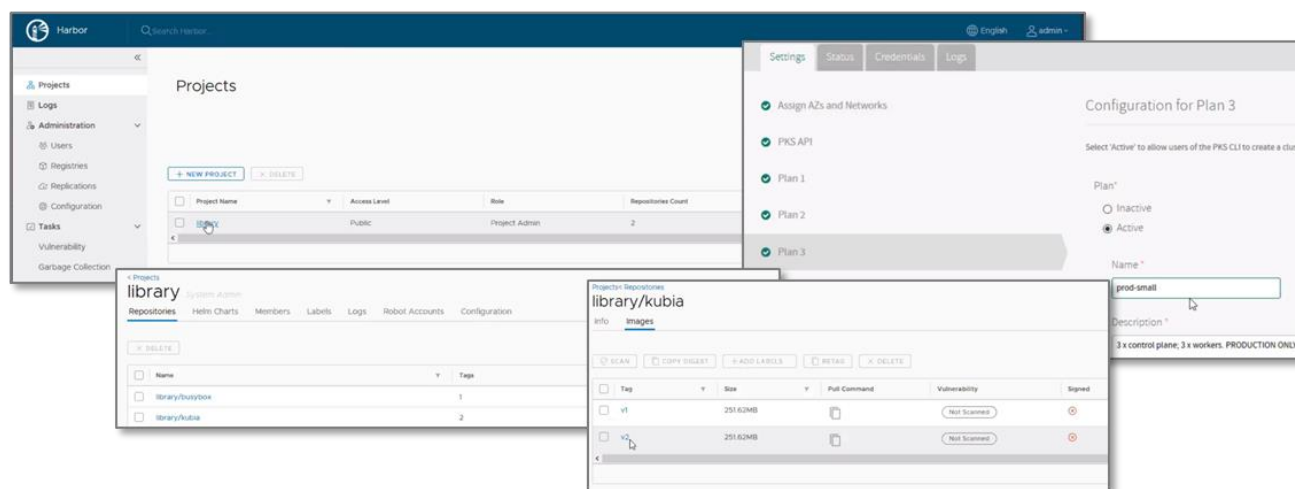 Harbor
Search Harbor...
English
admin
«
Projects
Logs
Administration
Users
Registries
Replications
Configuration
Tasks
Vulnerability
Garbage Collection
Projects
+ NEW PROJECT
× DELETE
Project Name
Access Level
Role
Repositories Count
library
Public
Project Admin
2
Settings
Status
Credentials
Logs
Assign AZs and Networks
PKS API
Plan 1
Plan 2
Plan 3
Configuration for Plan 3
Select 'Active' to allow users of the PKS CLI to create a clus
Plan*
Inactive
Active
Name *
prod-small
Description *
3 x control plane; 3 x workers. PRODUCTION ONLY
< Projects
library System Admin
Repositories
Helm Charts
Members
Labels
Logs
Robot Accounts
Configuration
× DELETE
Name
Tags
library/busybox
1
library/kubia
2
Projects< Repositories
library/kubia
Info
Images
SCAN
COPY DIGEST
+ADD LABELS
RETAG
× DELETE
Tag
Size
Pull Command
Vulnerability
Signed
v1
251.62MB
Not Scanned
v2
251.62MB
Not Scanned